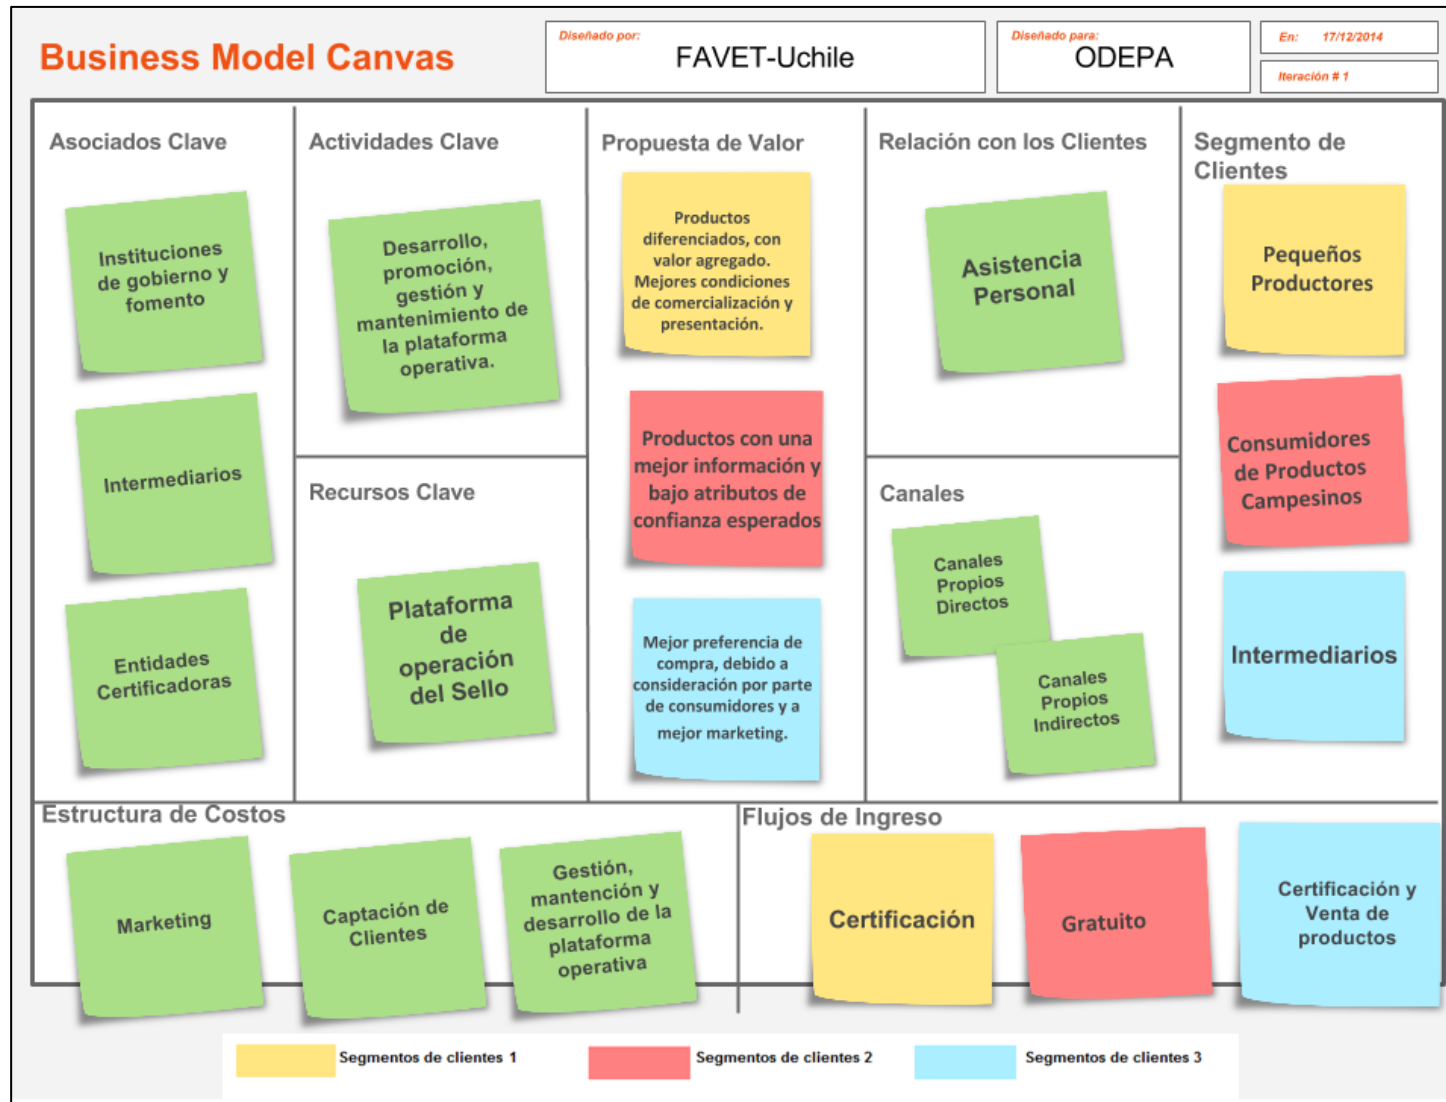 Business Model Canvas
Diseñado por:
FAVET-Uchile
Diseñado para:
ODEPA
En: 17/12/2014
Iteración # 1
Asociados Clave
Instituciones
de gobierno y
fomento
Intermediarios
Entidades
Certificadoras
Actividades Clave
Desarrollo,
promoción,
gestión y
mantenimiento de
la plataforma
operativa.
Recursos Clave
Plataforma
de
operación
del Sello
Propuesta de Valor
Productos
diferenciados, con
valor agregado.
Mejores condiciones
de comercialización y
presentación.
Productos con una
mejor información y
bajo atributos de
confianza esperados
Mejor preferencia de
compra, debido a
consideración por parte
de consumidores y a
mejor marketing.
Relación con los Clientes
Asistencia
Personal
Canales
Canales
Propios
Directos
Canales
Propios
Indirectos
Segmento de
Clientes
Pequeños
Productores
Consumidores
de Productos
Campesinos
Intermediarios
Estructura de Costos
Marketing
Captación de
Clientes
Gestión,
mantención y
desarrollo de la
plataforma
operativa
Flujos de Ingreso
Certificación
Gratuito
Certificación y
Venta de
productos
Segmentos de clientes 1
Segmentos de clientes 2
Segmentos de clientes 3